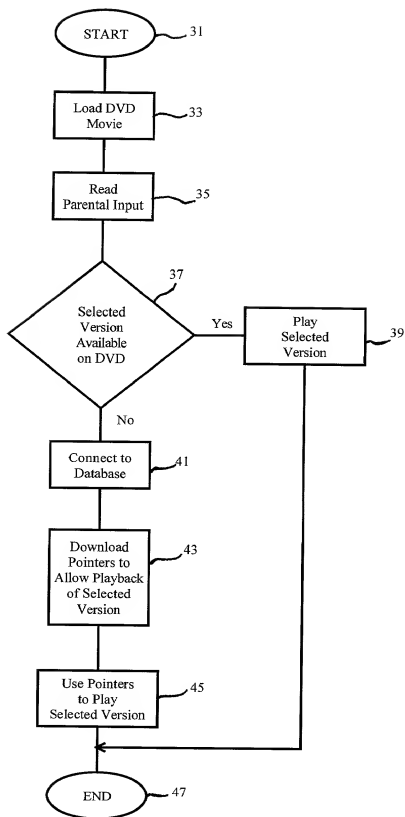 START
31
Load DVD
Movie
33
Read
Parental Input
35
37
Selected
Version
Available
on DVD
Yes
Play
Selected
Version
39
No
Connect to
Database
41
Download
Pointers to
Allow Playback
of Selected
Version
43
Use Pointers
to Play
Selected Version
45
END
47